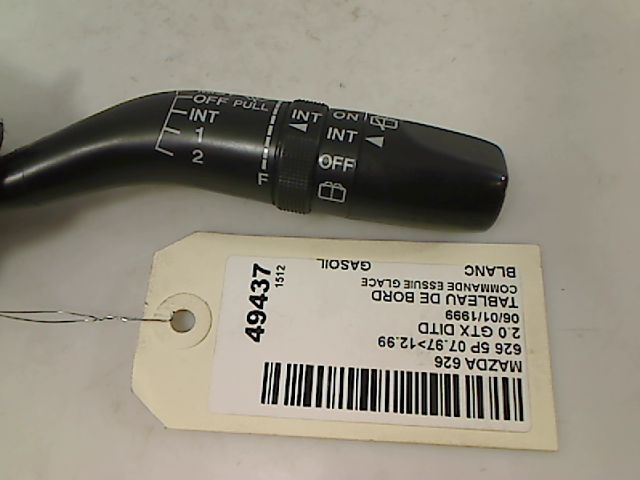 OFF PULL
INT
1
2
F
INT
ON
INT
OFF
MAZDA 626
626 5P 07.97>12.99
2.0 GTX DITD
06/01/1999
TABLEAU DE BORD
COMMANDE ESSUIE GLACE
GASOIL
BLANC
49437
1512